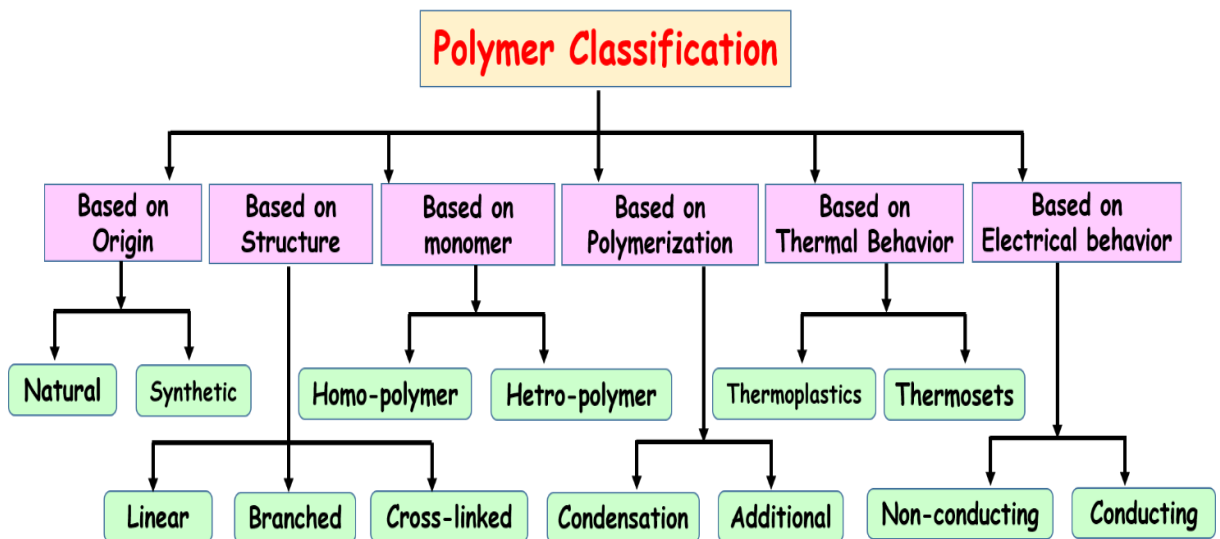 Polymer Classification
Based on
Origin
Based on
Structure
Based on
monomer
Based on
Polymerization
Based on
Thermal Behavior
Based on
Electrical behavior
Natural
Synthetic
Homo-polymer
Hetro-polymer
Thermoplastics
Thermosets
Linear
Branched
Cross-linked
Condensation
Additional
Non-conducting
Conducting